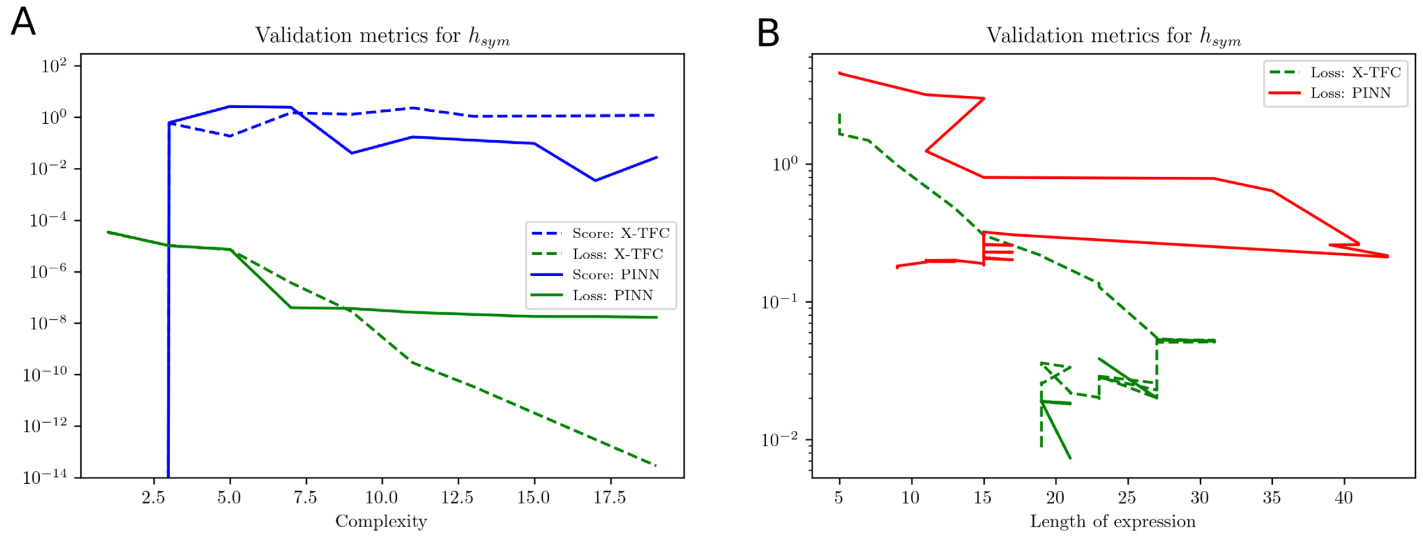 A
Validation metrics for h_sym
10^2
10^0
10^-2
10^-4
10^-6
10^-8
10^-10
10^-12
10^-14
Score: X-TFC
Loss: X-TFC
Score: PINN
Loss: PINN
2.5 5.0 7.5 10.0 12.5 15.0 17.5
Complexity
B
Validation metrics for h_sym
Loss: X-TFC
Loss: PINN
10^0
10^-1
10^-2
5 10 15 20 25 30 35 40
Length of expression